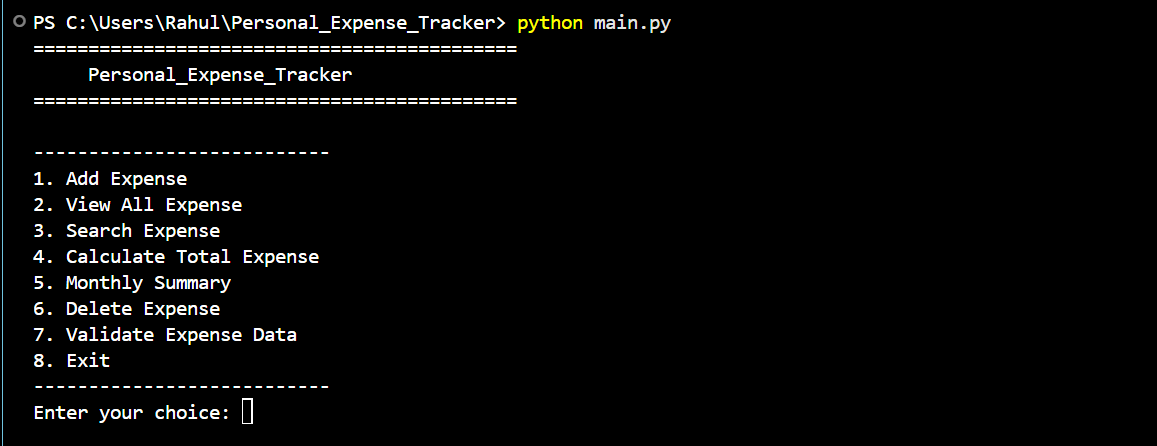 PS C:\Users\Rahul\Personal_Expense_Tracker> python main.py
============================================
Personal_Expense_Tracker
============================================
---------------------------
1. Add Expense
2. View All Expense
3. Search Expense
4. Calculate Total Expense
5. Monthly Summary
6. Delete Expense
7. Validate Expense Data
8. Exit
---------------------------
Enter your choice: